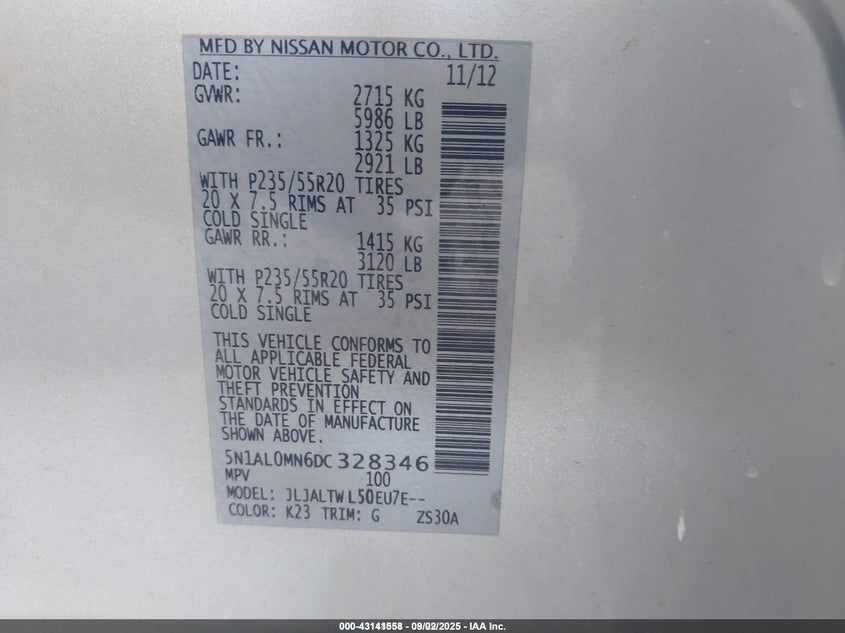 MFD BY NISSAN MOTOR CO., LTD.
DATE: 11/12
GVWR: 2715 KG
5986 LB
GAWR FR.: 1325 KG
2921 LB
WITH P235/55R20 TIRES
20 X 7.5 RIMS AT 35 PSI
COLD SINGLE
GAWR RR.: 1415 KG
3120 LB
WITH P235/55R20 TIRES
20 X 7.5 RIMS AT 35 PSI
COLD SINGLE
THIS VEHICLE CONFORMS TO
ALL APPLICABLE FEDERAL
MOTOR VEHICLE SAFETY AND
THEFT PREVENTION
STANDARDS IN EFFECT ON
THE DATE OF MANUFACTURE
SHOWN ABOVE.
5N1AL0MN6DC328346
MPV 100
MODEL: JLJALTWL50EU7E--
COLOR: K23 TRIM: G ZS30A
000-43141558 - 09/02/2025 - IAA Inc.